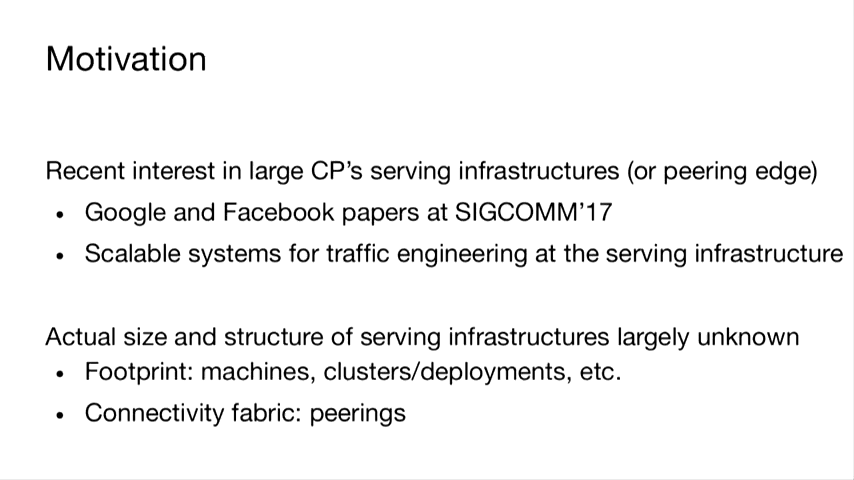 Motivation
Recent interest in large CP’s serving infrastructures (or peering edge)
• Google and Facebook papers at SIGCOMM’17
• Scalable systems for traffic engineering at the serving infrastructure
Actual size and structure of serving infrastructures largely unknown
• Footprint: machines, clusters/deployments, etc.
• Connectivity fabric: peerings